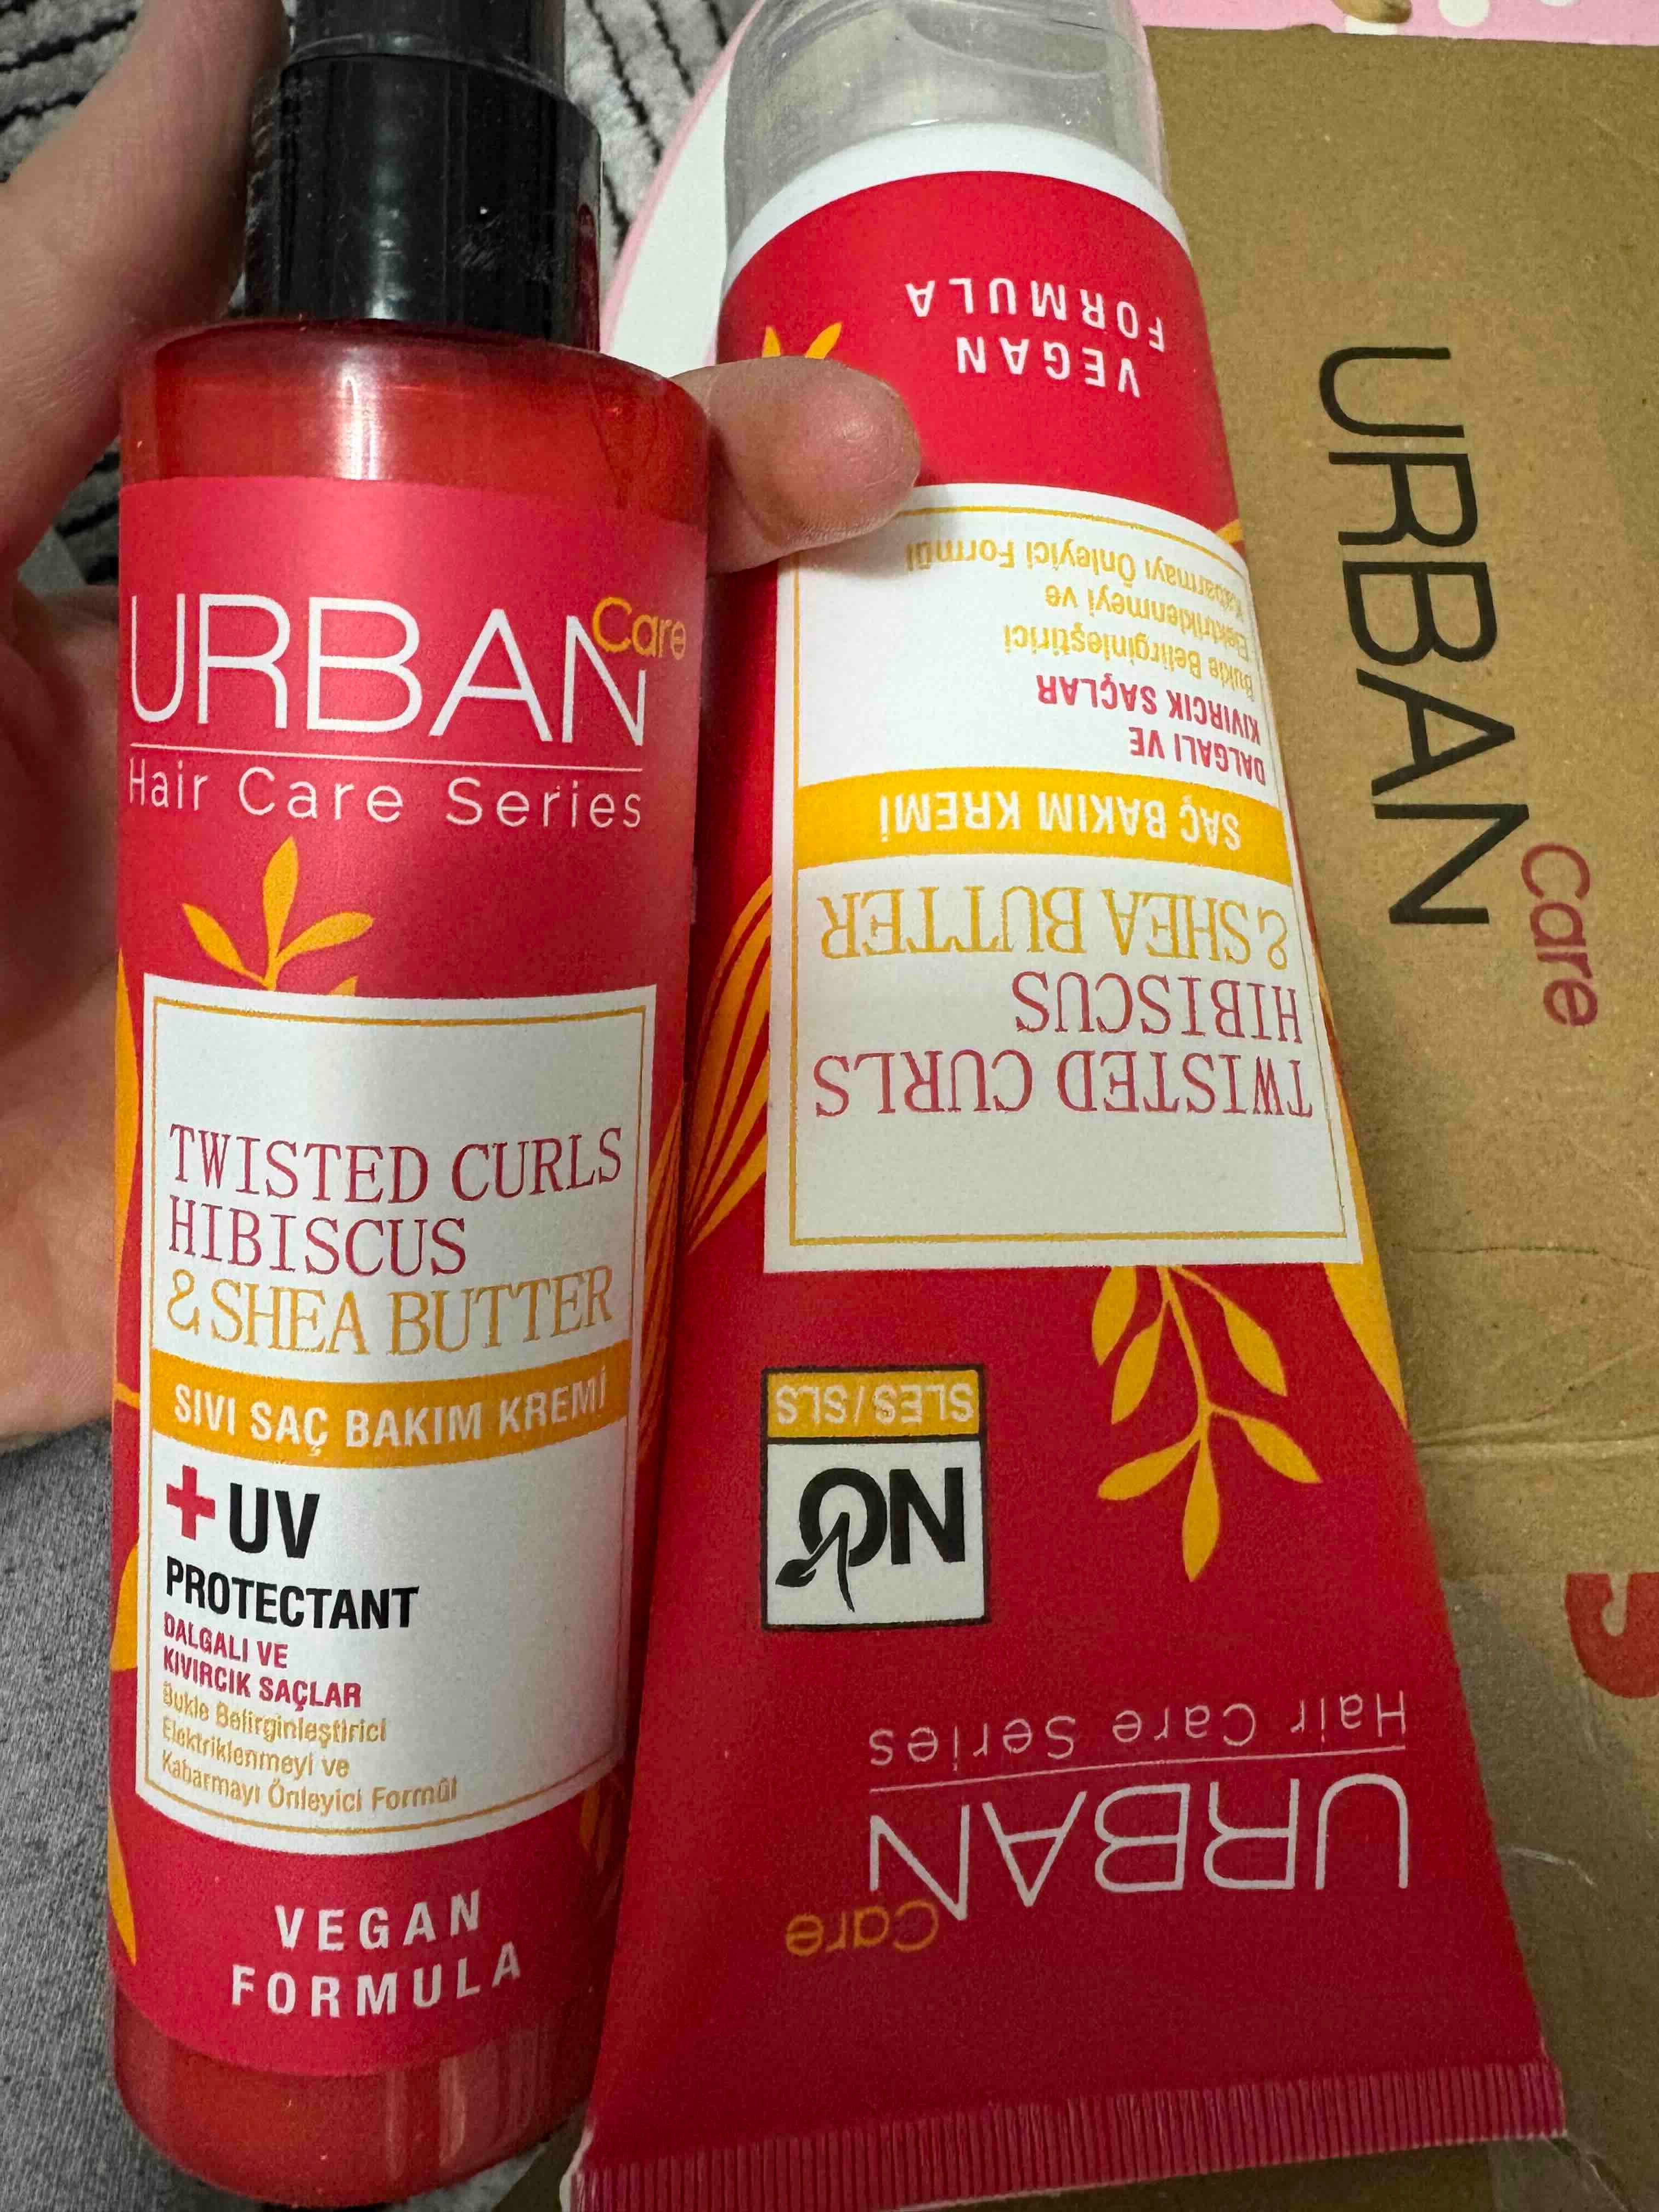 URBAN Care
Hair Care Series
TWISTED CURLS
HIBISCUS
& SHEA BUTTER
SIVI SAÇ BAKIM KREMİ
+ UV
PROTECTANT
DALGALI VE
KIVIRCIK SAÇLAR
Bukle Belirginleştirici
Elektriklenmeyi ve
Kabarmayı Önleyici Formül
VEGAN
FORMULA
URBAN Care
Hair Care Series
NO
SLES/SLS
TWISTED CURLS
HIBISCUS
& SHEA BUTTER
SAÇ BAKIM KREMİ
DALGALI VE
KIVIRCIK SAÇLAR
Bukle Belirginleştirici
Elektriklenmeyi ve
Kabarmayı Önleyici Formül
VEGAN
FORMULA
URBAN Care